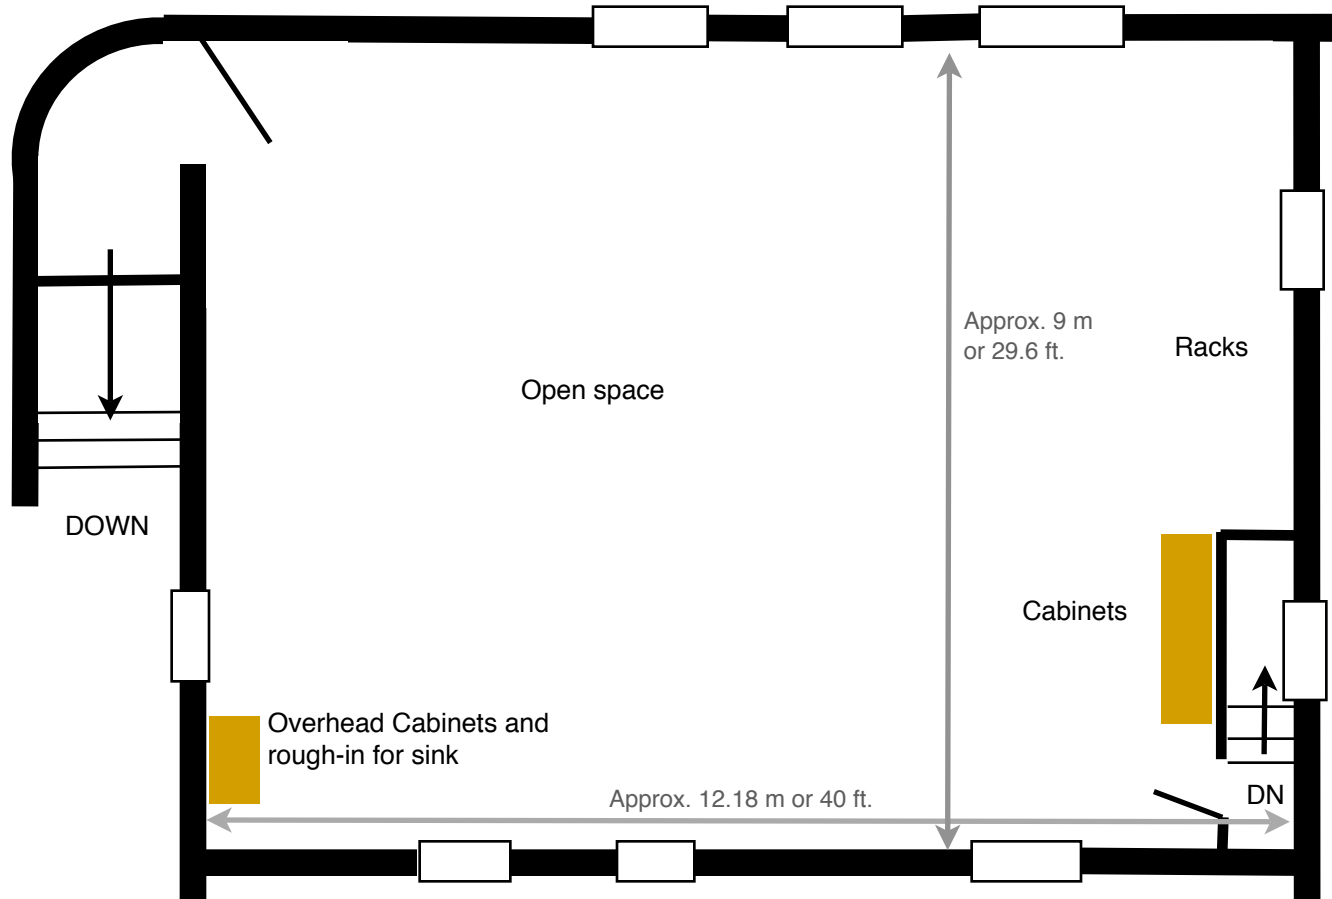 Approx. 9 m
or 29.6 ft.
Racks
Open space
DOWN
Cabinets
Overhead Cabinets and
rough-in for sink
Approx. 12.18 m or 40 ft.
DN